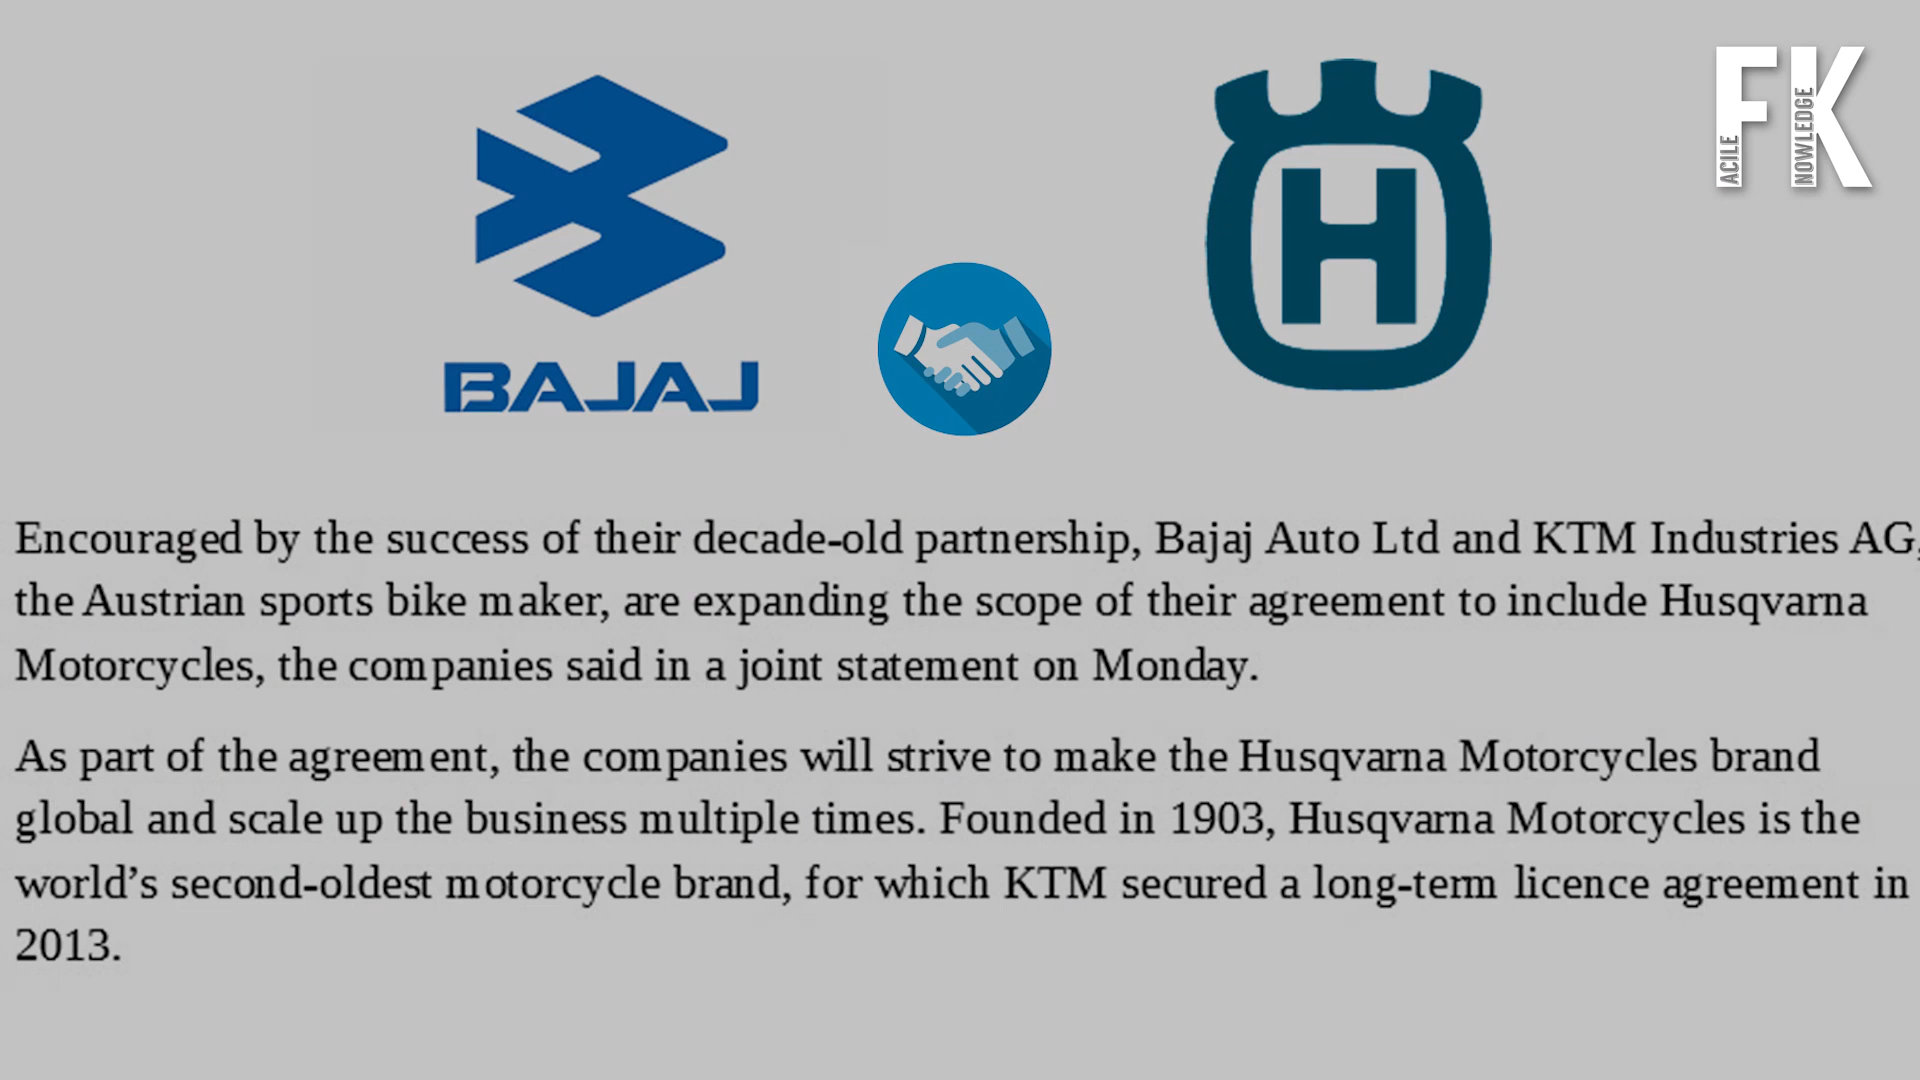 BAJAJ
H
FK
ACILE
NOWLEDGE
Encouraged by the success of their decade-old partnership, Bajaj Auto Ltd and KTM Industries AG,
the Austrian sports bike maker, are expanding the scope of their agreement to include Husqvarna
Motorcycles, the companies said in a joint statement on Monday.
As part of the agreement, the companies will strive to make the Husqvarna Motorcycles brand
global and scale up the business multiple times. Founded in 1903, Husqvarna Motorcycles is the
world’s second-oldest motorcycle brand, for which KTM secured a long-term licence agreement in
2013.